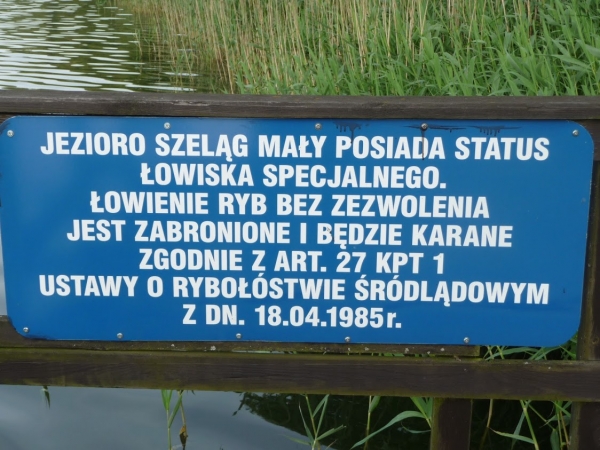 JEZIORO SZELĄG MAŁY POSIADA STATUS
ŁOWISKA SPECJALNEGO.
ŁOWIENIE RYB BEZ ZEZWOLENIA
JEST ZABRONIONE I BĘDZIE KARANE
ZGODNIE Z ART. 27 KPT 1
USTAWY O RYBOŁÓSTWIE ŚRÓDLĄDOWYM
Z DN. 18.04.1985r.